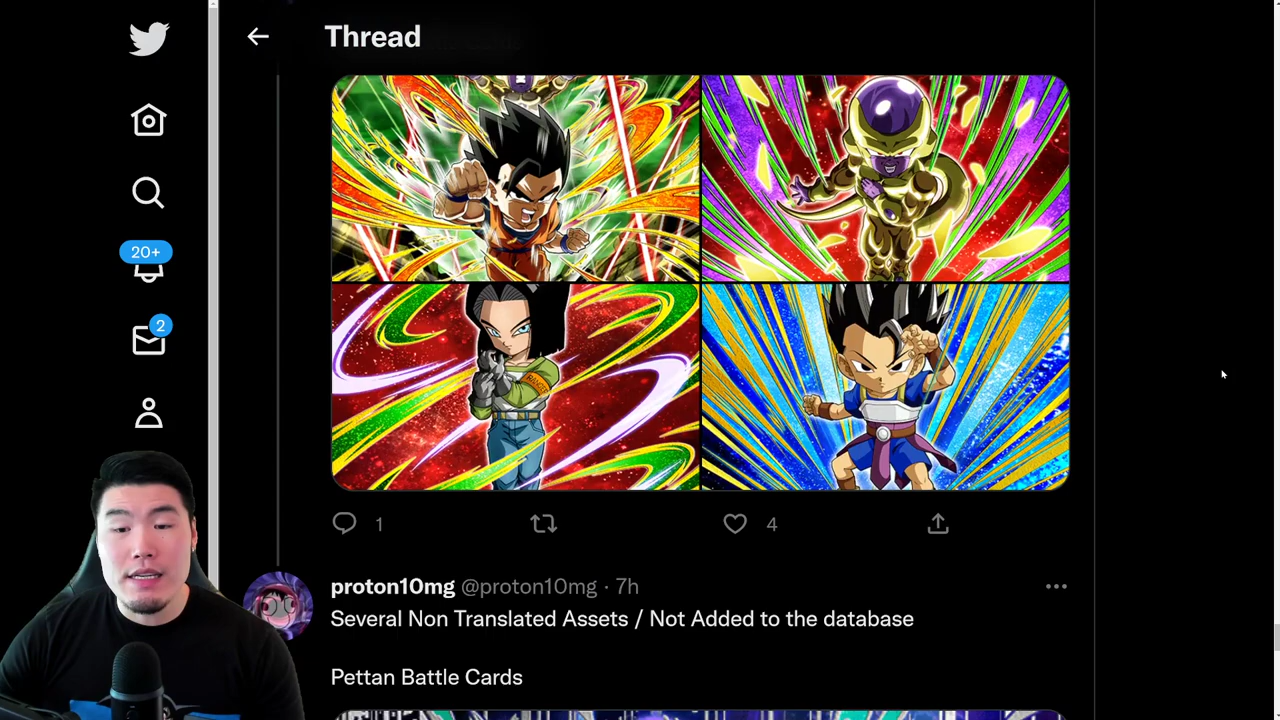 Thread
20+
2
1
4
proton10mg @proton10mg · 7h
Several Non Translated Assets / Not Added to the database
Pettan Battle Cards